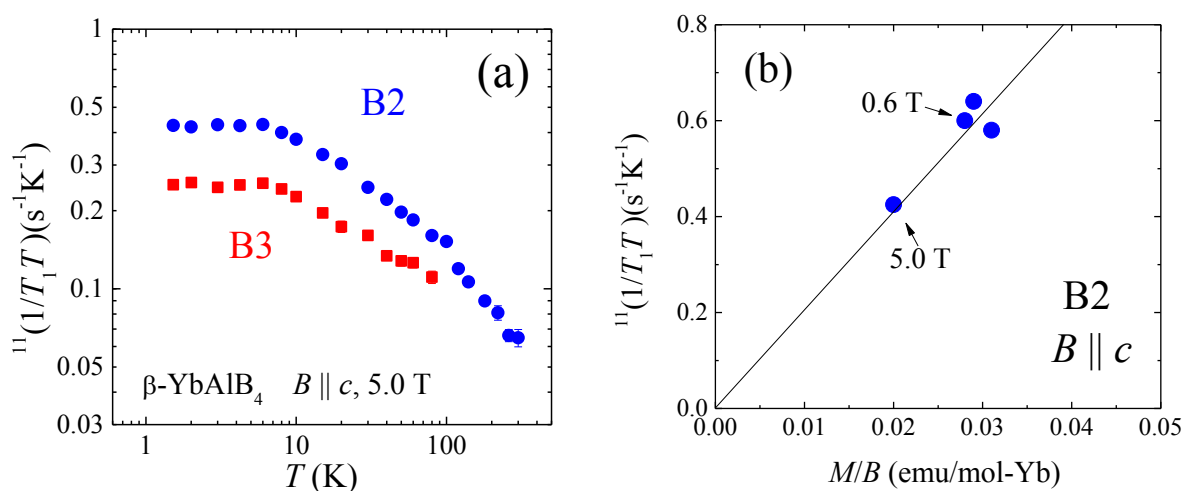 (a)
B2
B3
1
0.5
0.3
0.1
0.05
0.03
¹¹(1/T₁T)(s⁻¹K⁻¹)
β-YbAlB₄ B || c, 5.0 T
1 10 100
T (K)
(b)
0.6 T
5.0 T
B2
B || c
0.8
0.6
0.4
0.2
0.0
¹¹(1/T₁T)(s⁻¹K⁻¹)
0.00 0.01 0.02 0.03 0.04 0.05
M/B (emu/mol-Yb)